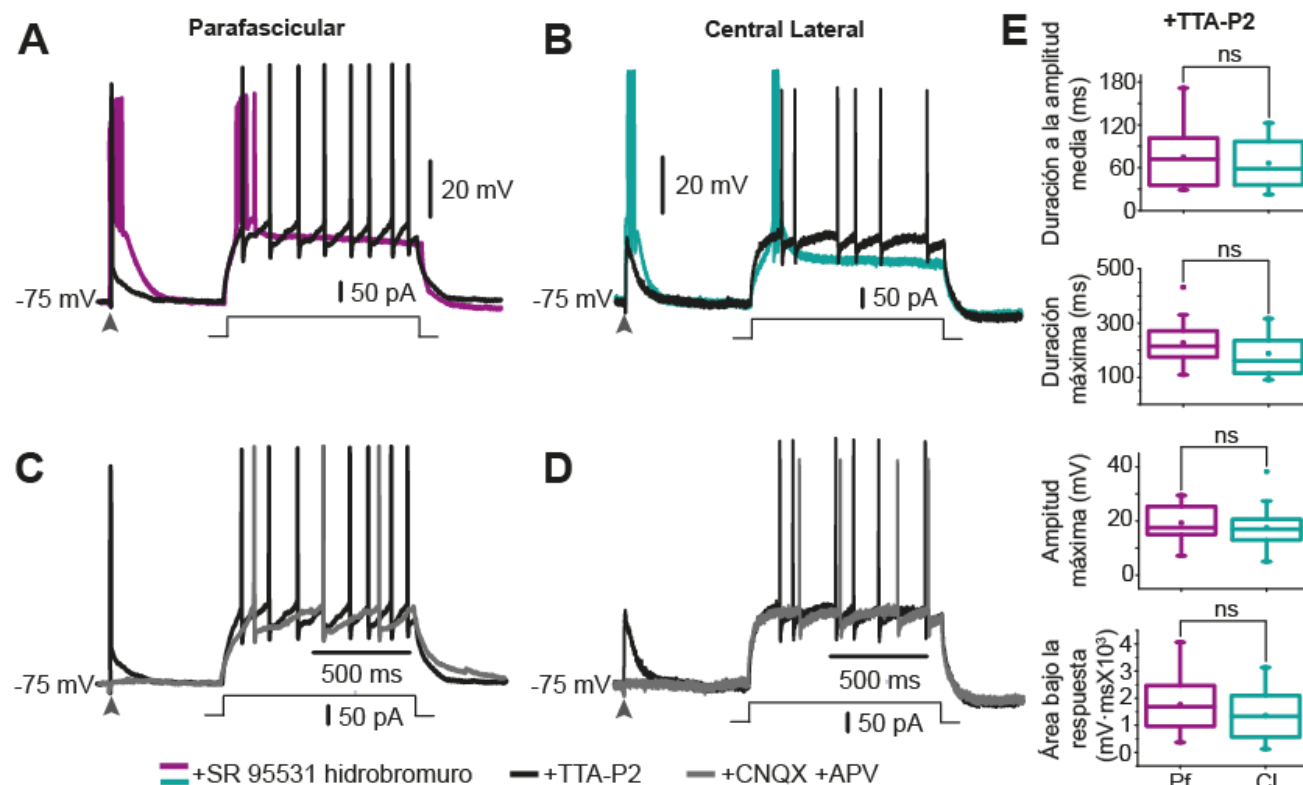 A
Parafascicular
20 mV
-75 mV
50 pA
B
Central Lateral
20 mV
-75 mV
50 pA
C
-75 mV
500 ms
50 pA
D
500 ms
50 pA
+SR 95531 hidrobromuro
+TTA-P2
+CNQX +APV
E
+TTA-P2
ns
Duración a la amplitud
media (ms)
180
120
60
0
ns
Duración
máxima (ms)
500
300
100
ns
Ampitud
máxima (mV)
40
20
0
ns
Área bajo la
respuesta
(mV·msX10³)
4
3
2
1
0
Pf
CL